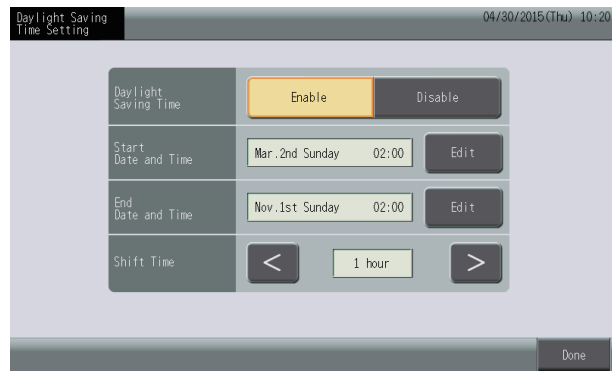 Daylight Saving
Time Setting
04/30/2015(Thu) 10:20
Daylight
Saving Time
Enable
Disable
Start
Date and Time
Mar.2nd Sunday 02:00
Edit
End
Date and Time
Nov.1st Sunday 02:00
Edit
Shift Time
<
1 hour
>
Done